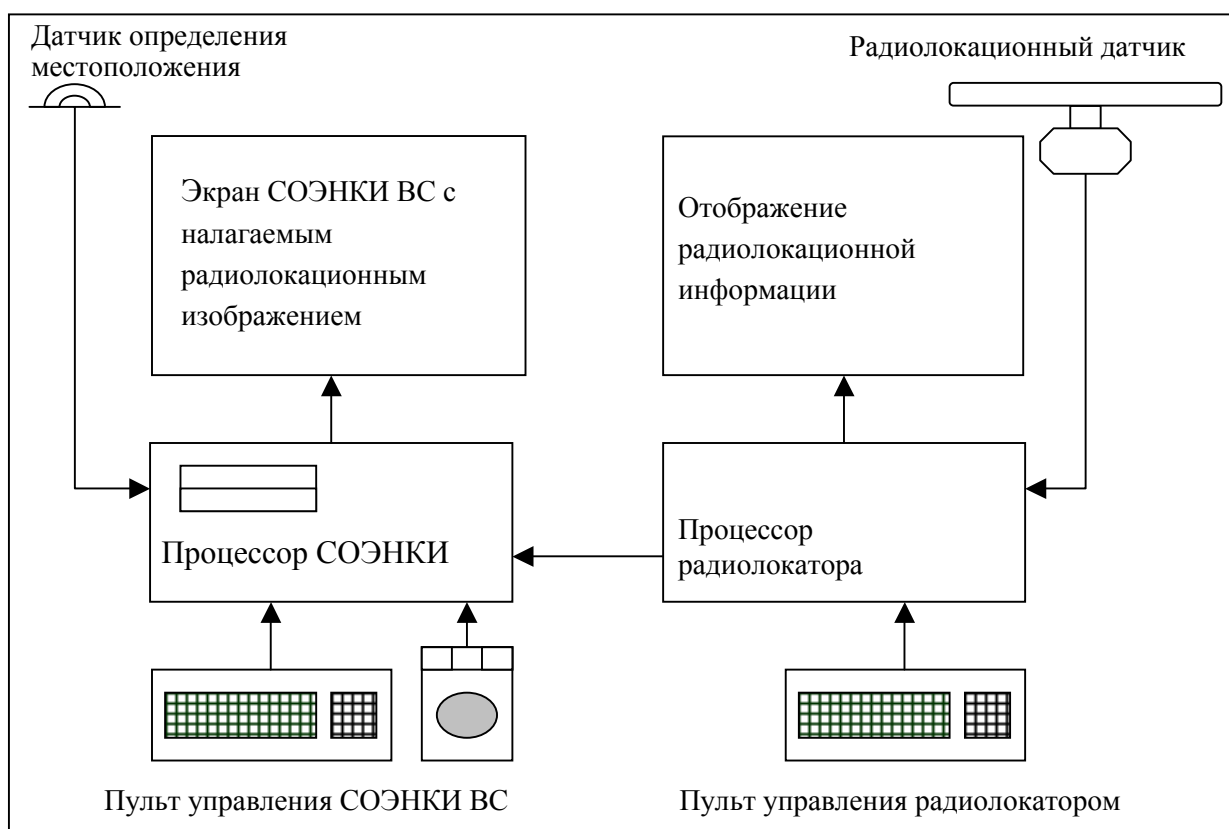 Датчик определения
местоположения
Радиолокационный датчик
Экран СОЭНКИ ВС с
налагаемым
радиолокационным
изображением
Отображение
радиолокационной
информации
Процессор СОЭНКИ
Процессор
радиолокатора
Пульт управления СОЭНКИ ВС
Пульт управления радиолокатором